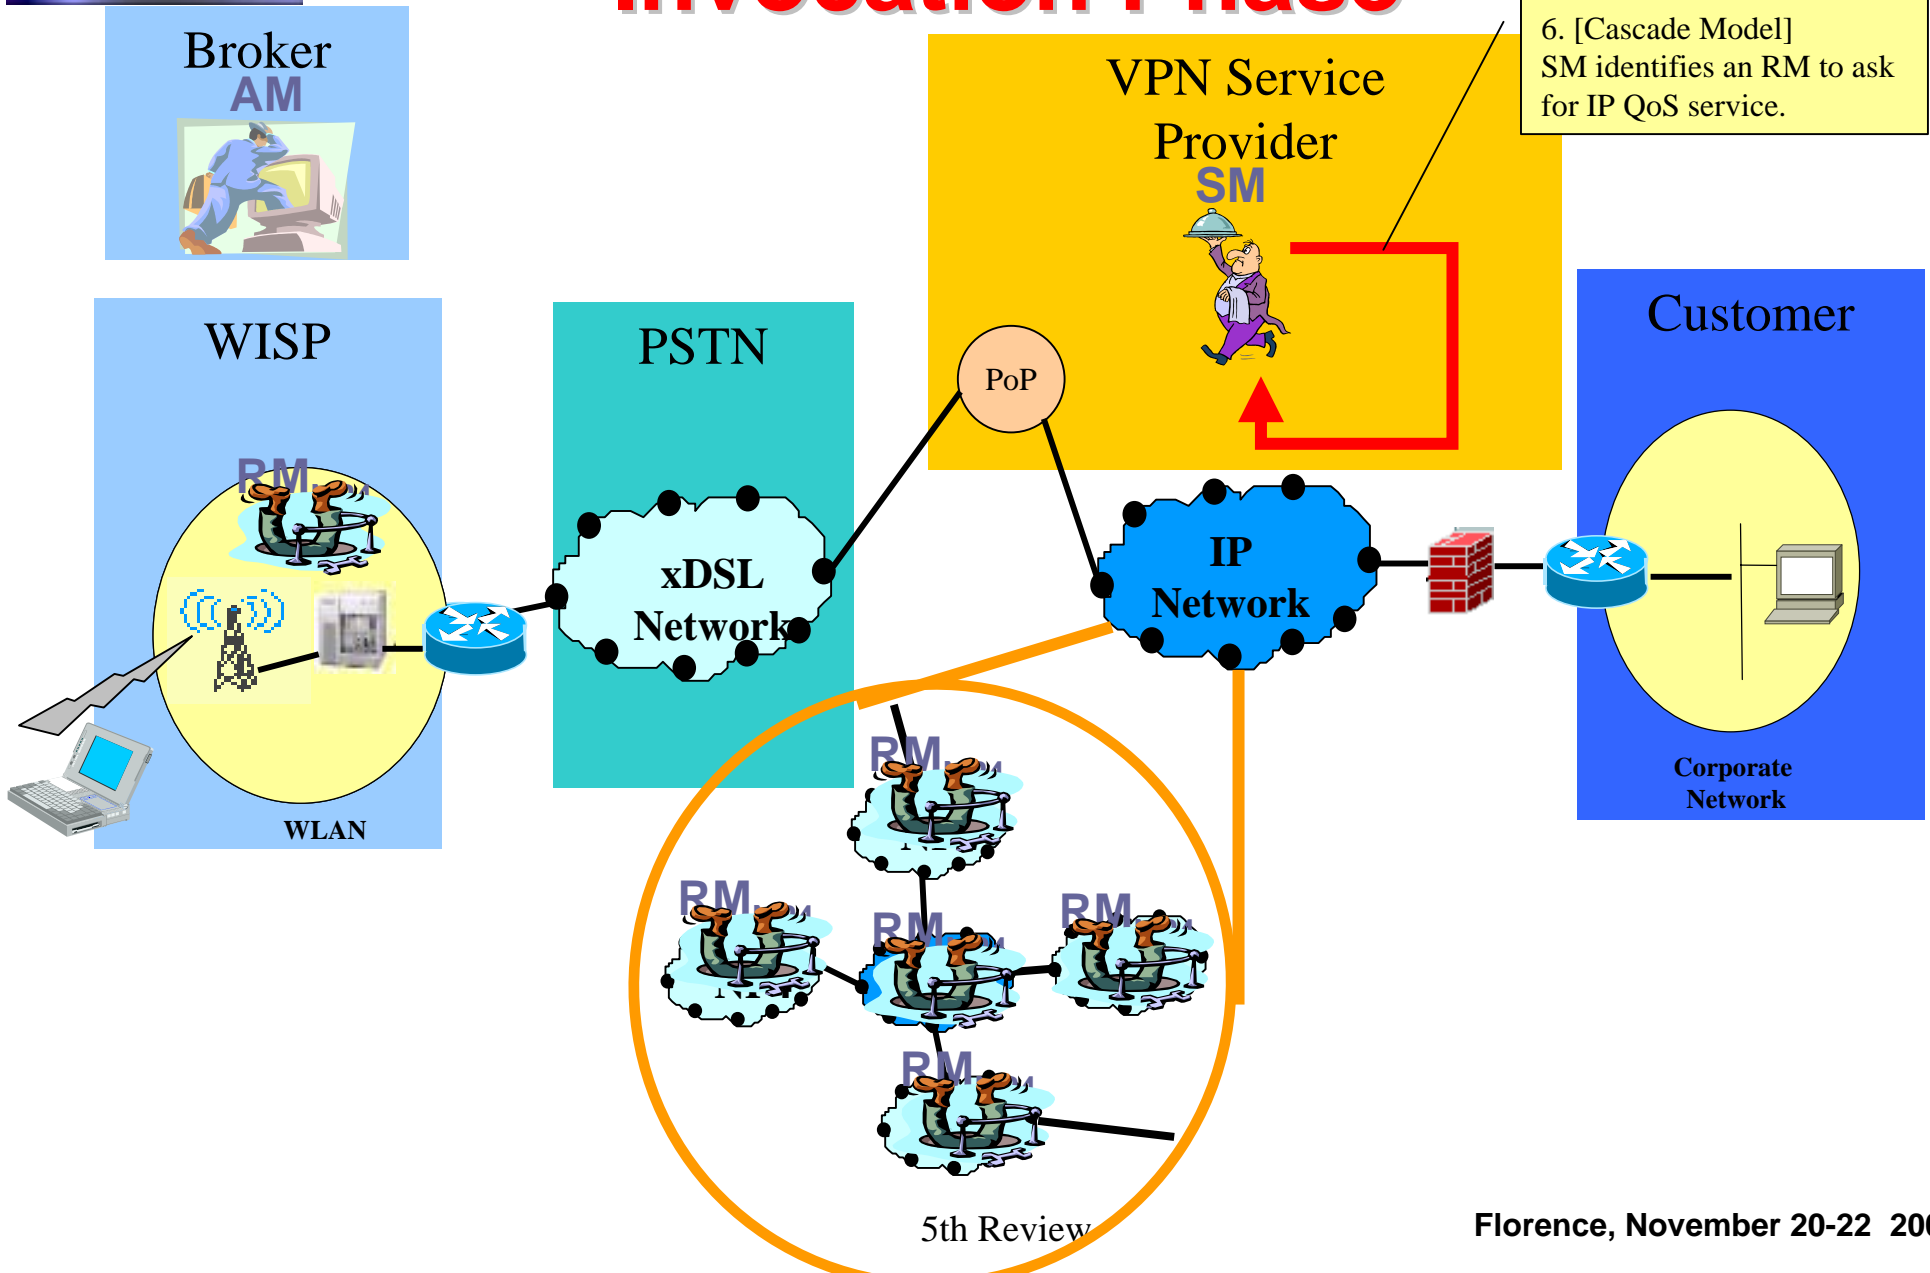 Invocation Phase
6. [Cascade Model]
SM identifies an RM to ask
for IP QoS service.
Broker
AM
VPN Service
Provider
SM
WISP
PSTN
Customer
PoP
RM
xDSL
Network
IP
Network
Corporate
Network
WLAN
RM
RM
RM
RM
RM
5th Review
Florence, November 20-22